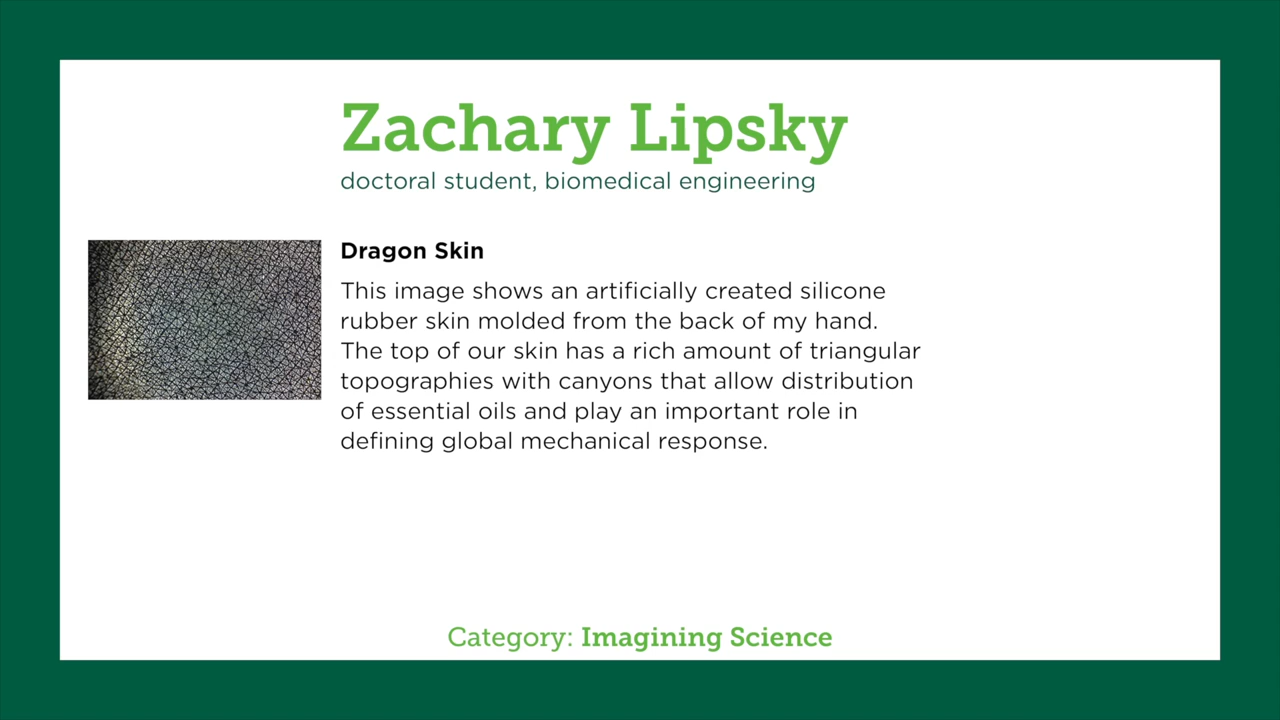 Zachary Lipsky
doctoral student, biomedical engineering
Dragon Skin
This image shows an artificially created silicone
rubber skin molded from the back of my hand.
The top of our skin has a rich amount of triangular
topographies with canyons that allow distribution
of essential oils and play an important role in
defining global mechanical response.
Category: Imagining Science